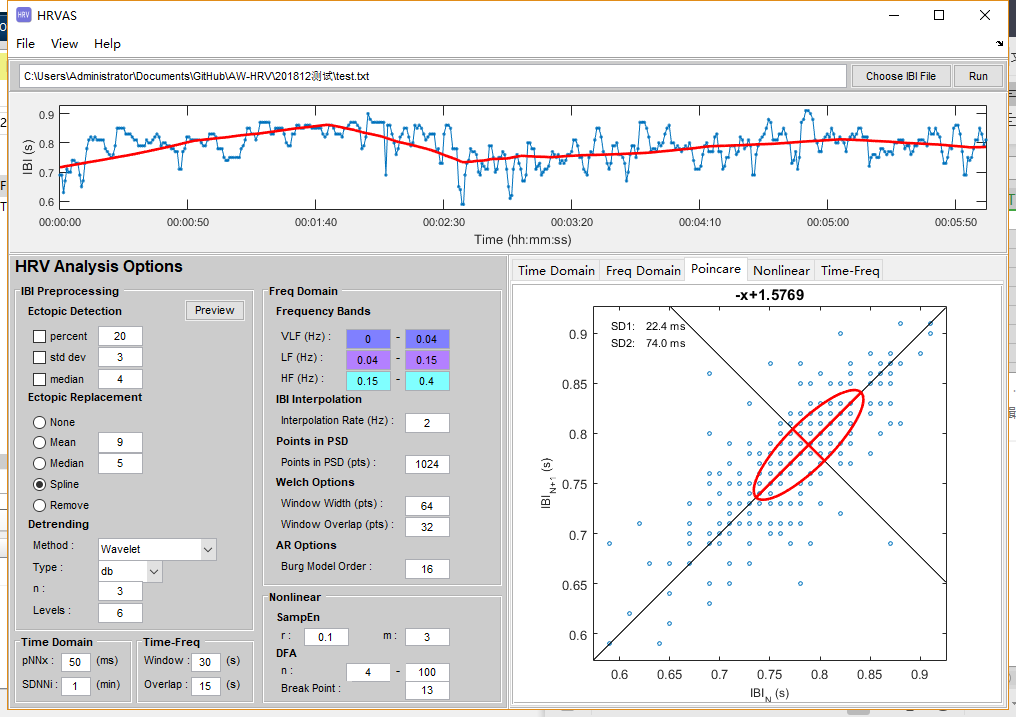 HRV HRVAS
File View Help
C:\Users\Administrator\Documents\GitHub\AW-HRV\201812测试\test.txt Choose IBI File Run
0.9
0.8
0.7
0.6
IBI (s)
00:00:00 00:00:50 00:01:40 00:02:30 00:03:20 00:04:10 00:05:00 00:05:50
Time (hh:mm:ss)
HRV Analysis Options
IBI Preprocessing
Ectopic Detection Preview
percent 20
std dev 3
median 4
Ectopic Replacement
None
Mean 9
Median 5
Spline
Remove
Detrending
Method : Wavelet
Type : db
n : 3
Levels : 6
Time Domain
pNNx : 50 (ms)
SDNNi : 1 (min)
Time-Freq
Window : 30 (s)
Overlap : 15 (s)
Freq Domain
Frequency Bands
VLF (Hz) : 0 - 0.04
LF (Hz) : 0.04 - 0.15
HF (Hz) : 0.15 - 0.4
IBI Interpolation
Interpolation Rate (Hz) : 2
Points in PSD
Points in PSD (pts) : 1024
Welch Options
Window Width (pts) : 64
Window Overlap (pts) : 32
AR Options
Burg Model Order : 16
Nonlinear
SampEn
r : 0.1 m : 3
DFA
n : 4 - 100
Break Point : 13
Time Domain Freq Domain Poincare Nonlinear Time-Freq
-x+1.5769
SD1: 22.4 ms
SD2: 74.0 ms
0.9
0.85
0.8
0.75
0.7
0.65
0.6
IBI N+1 (s)
0.6 0.65 0.7 0.75 0.8 0.85 0.9
IBI N (s)